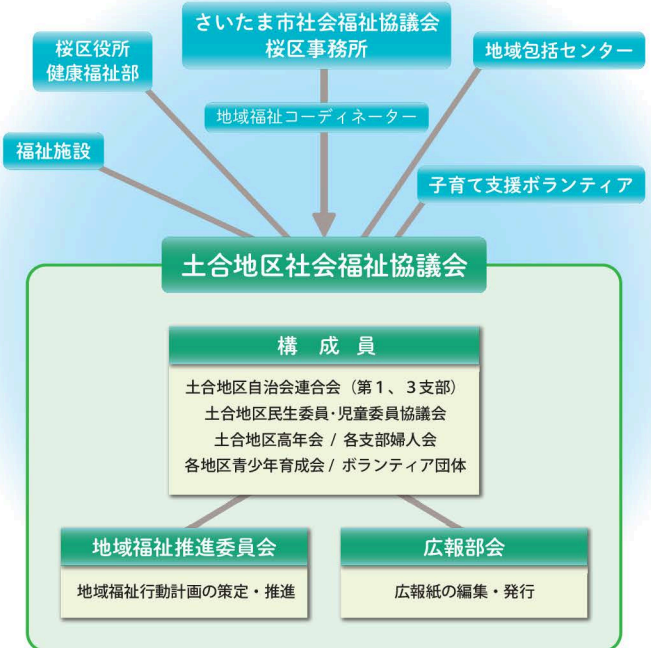 さいたま市社会福祉協議会
桜区事務所
桜区役所
健康福祉部
地域包括センター
地域福祉コーディネーター
福祉施設
子育て支援ボランティア
土合地区社会福祉協議会
構成員
土合地区自治会連合会（第1、3支部）
土合地区民生委員・児童委員協議会
土合地区高年会 / 各支部婦人会
各地区青少年育成会 / ボランティア団体
地域福祉推進委員会
地域福祉行動計画の策定・推進
広報部会
広報紙の編集・発行